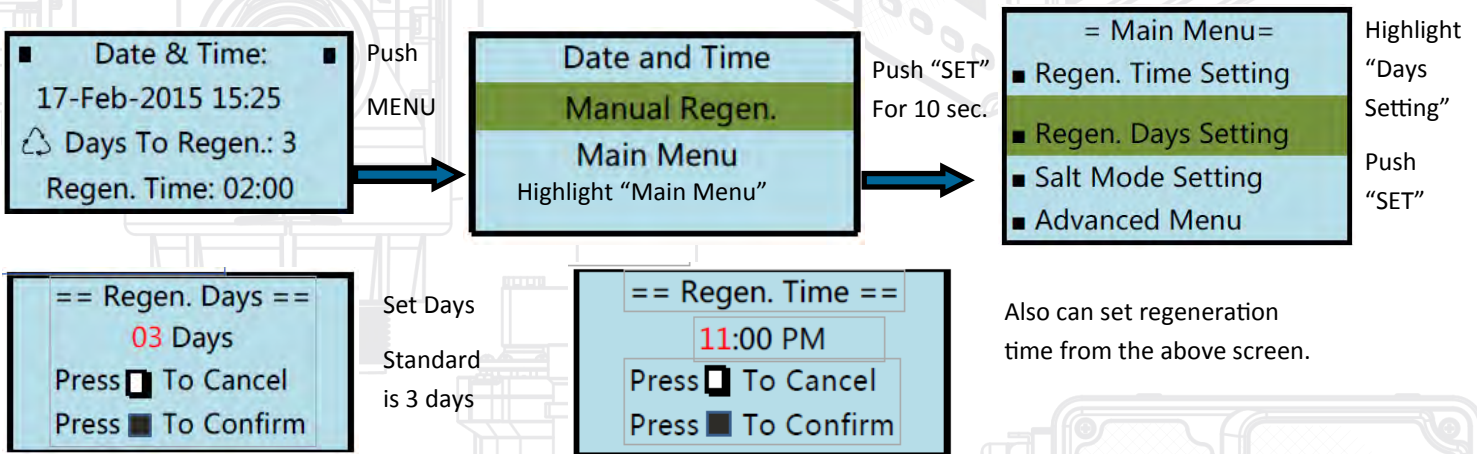 ■ Date & Time: ■
17-Feb-2015 15:25
Days To Regen.: 3
Regen. Time: 02:00
Push
MENU
Date and Time
Manual Regen.
Main Menu
Highlight “Main Menu”
Push “SET”
For 10 sec.
= Main Menu=
■ Regen. Time Setting
■ Regen. Days Setting
■ Salt Mode Setting
■ Advanced Menu
Highlight
“Days
Setting”
Push
“SET”
== Regen. Days ==
03 Days
Press To Cancel
Press ■ To Confirm
Set Days
Standard
is 3 days
== Regen. Time ==
11:00 PM
Press To Cancel
Press ■ To Confirm
Also can set regeneration
time from the above screen.